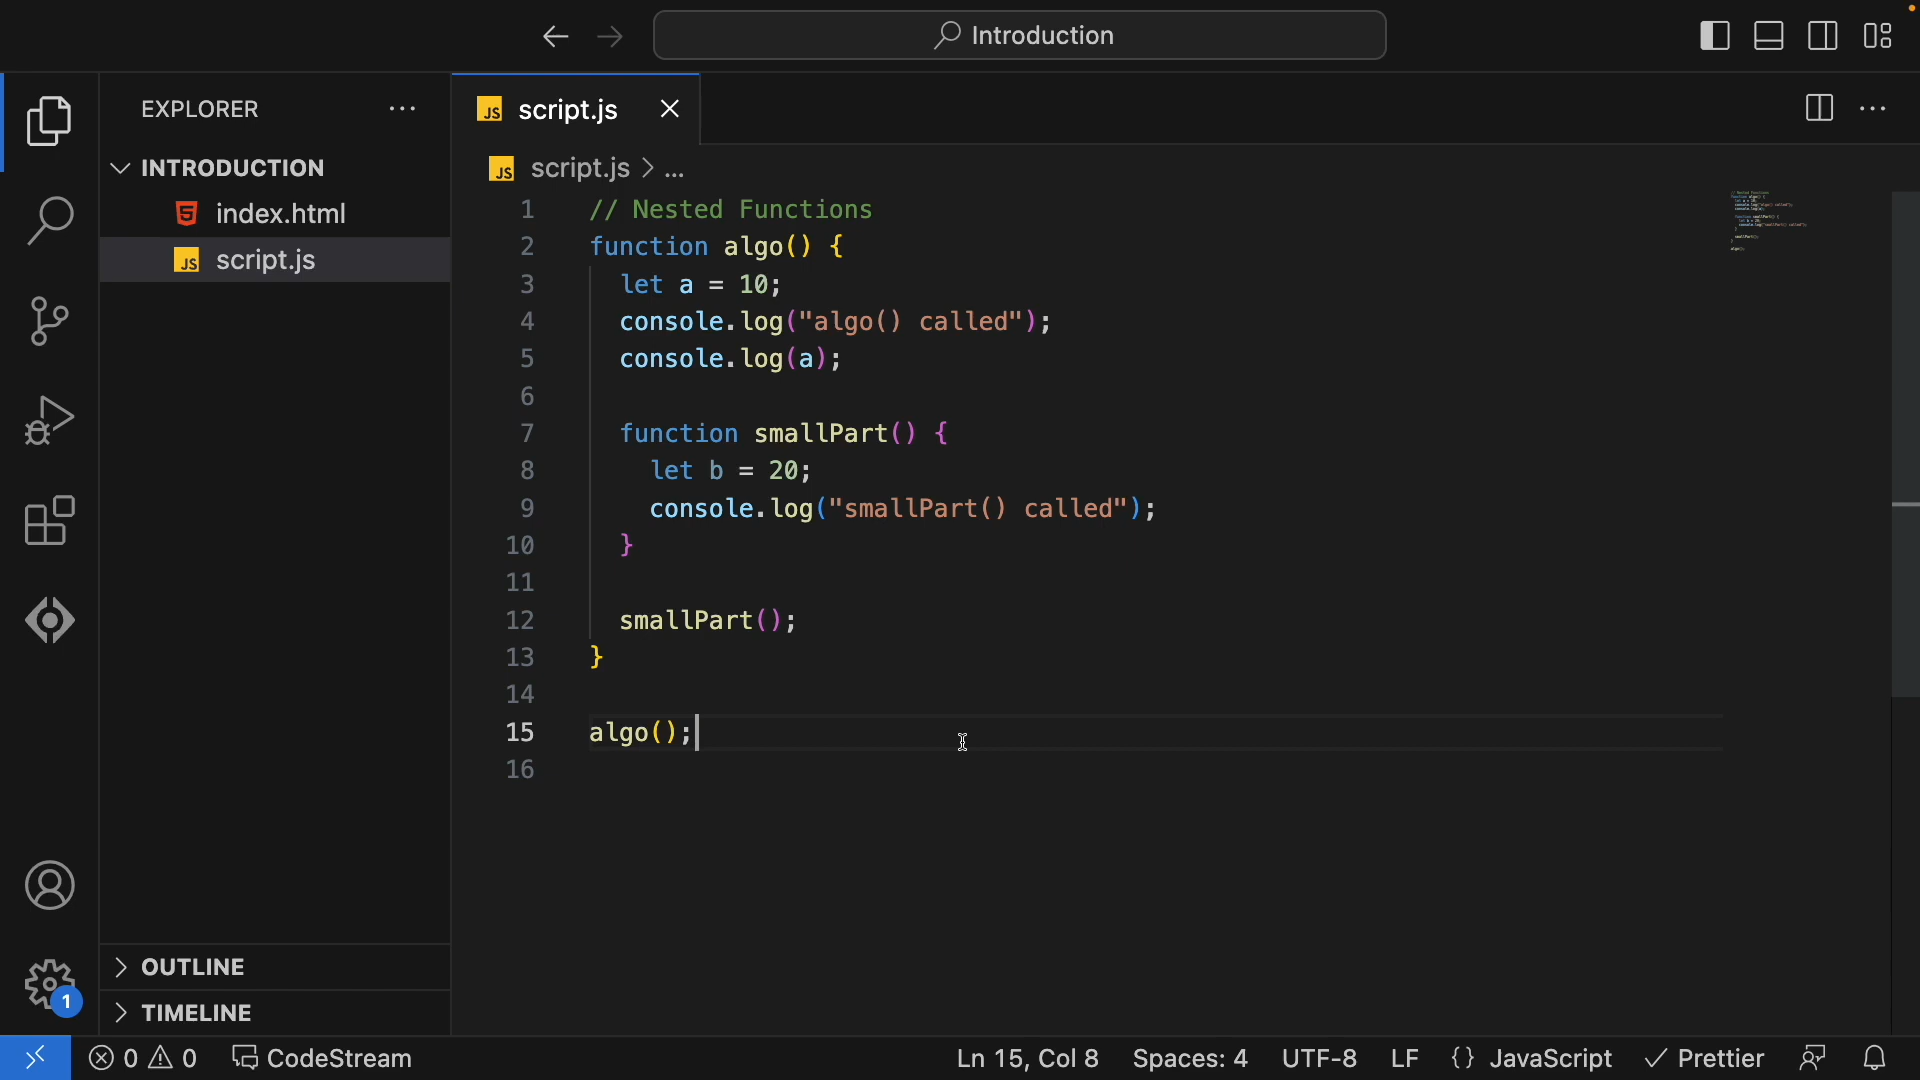 Introduction
EXPLORER
INTRODUCTION
index.html
JS script.js
OUTLINE
TIMELINE
JS script.js
JS script.js > ...
1 // Nested Functions
2 function algo() {
3   let a = 10;
4   console.log("algo() called");
5   console.log(a);
6
7   function smallPart() {
8     let b = 20;
9     console.log("smallPart() called");
10   }
11
12   smallPart();
13 }
14
15 algo();
16
1
0 0 CodeStream Ln 15, Col 8 Spaces: 4 UTF-8 LF {} JavaScript Prettier